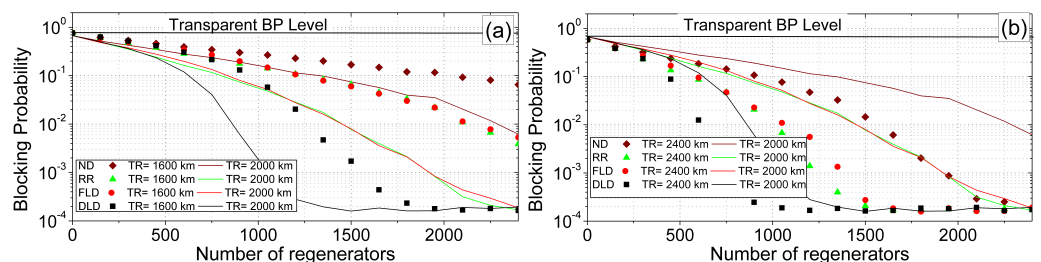 Transparent BP Level
(a)
Blocking Probability
10^0
10^-1
10^-2
10^-3
10^-4
ND TR= 1600 km TR= 2000 km
RR TR= 1600 km TR= 2000 km
FLD TR= 1600 km TR= 2000 km
DLD TR= 1600 km TR= 2000 km
0 500 1000 1500 2000
Number of regenerators
Transparent BP Level
(b)
Blocking Probability
10^0
10^-1
10^-2
10^-3
10^-4
ND TR= 2400 km TR= 2000 km
RR TR= 2400 km TR= 2000 km
FLD TR= 2400 km TR= 2000 km
DLD TR= 2400 km TR= 2000 km
0 500 1000 1500 2000
Number of regenerators